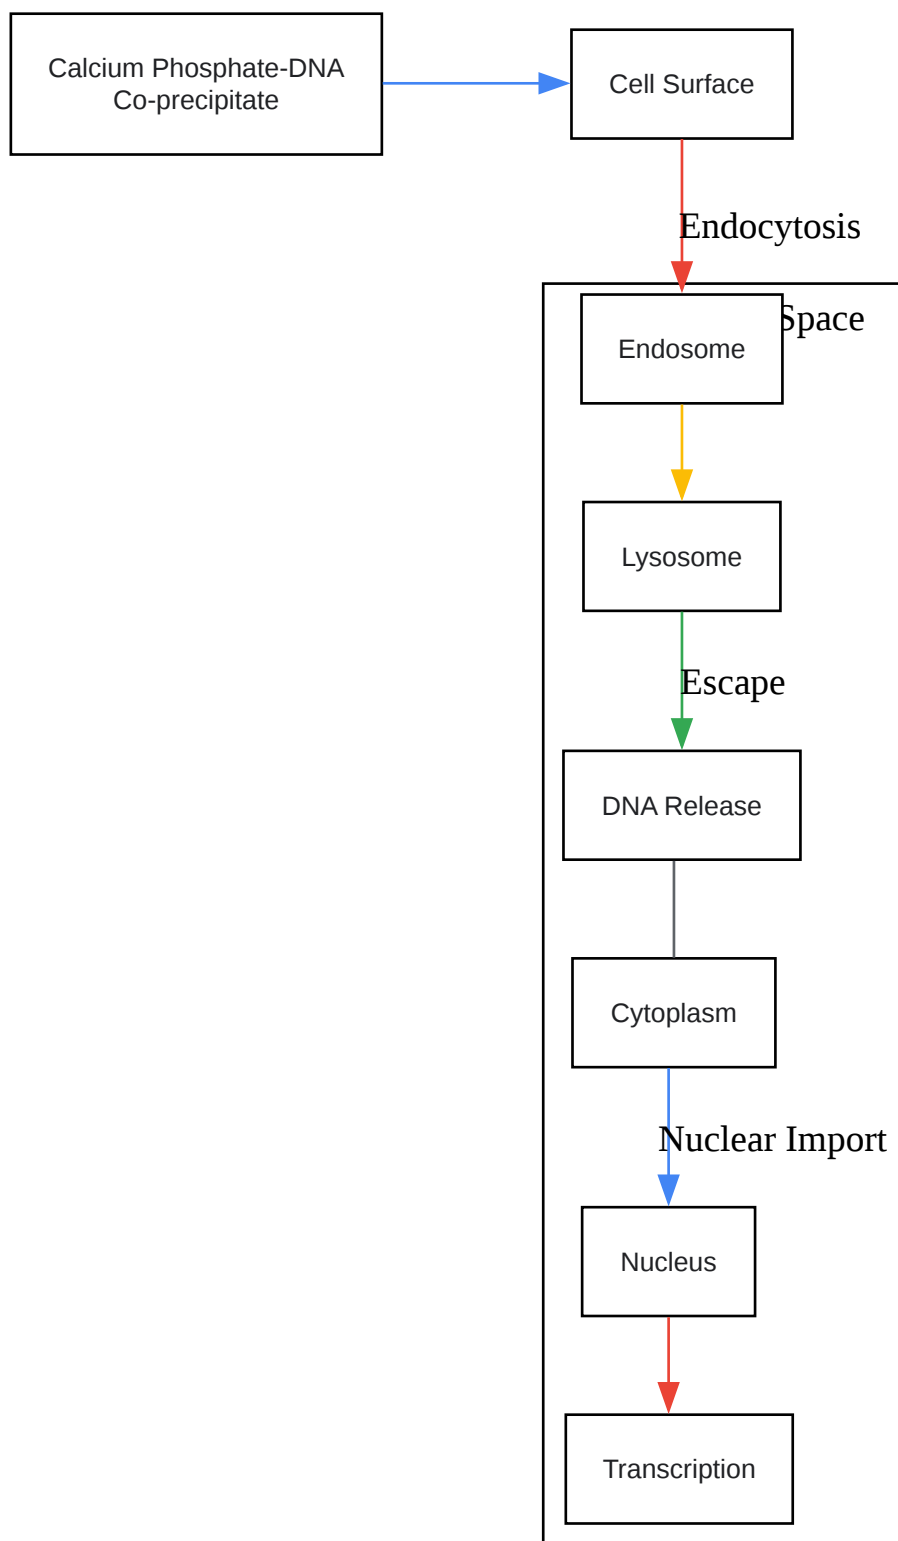 Calcium Phosphate-DNA
Co-precipitate
Cell Surface
Endocytosis
Space
Endosome
Lysosome
Escape
DNA Release
Cytoplasm
Nuclear Import
Nucleus
Transcription